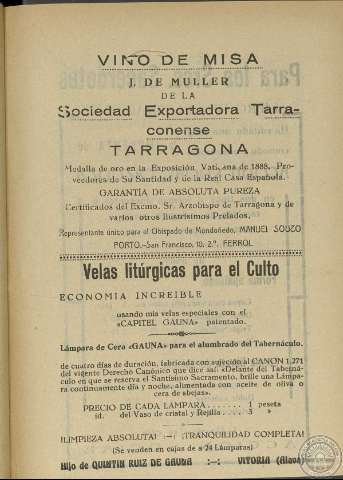 VINO DE MISA
J. DE MULLER
DE LA
Sociedad Exportadora Tarra-
conense
TARRAGONA
Medalla de oro en la Exposición Vaticana de 1888. Pro-
veedores de Su Santidad y de la Real Casa Española.
GARANTÍA DE ABSOLUTA PUREZA
Certificados del Excmo. Sr. Arzobispo de Tarragona y de
varios otros Ilustrísimos Prelados.
Representante único para el Obispado de Mondoñedo, MANUEL SOUZO
PORTO.-San Francisco, 10, 2.º, FERROL
Velas litúrgicas para el Culto
ECONOMIA INCREIBLE
usando mis velas especiales con el
«CAPITEL GAUNA» patentado.
Lámpara de Cera «GAUNA» para el alumbrado del Tabernáculo.
de cuatro días de duración, fabricada con sujeción al CANON 1.271
del vigente Derecho Canónico que dice así: «Delante del Taberná-
culo en que se reserva el Santísimo Sacramento, brille una Lámpara
continuamente día y noche, alimentada con aceite de oliva o
cera de abejas».
PRECIO DE CADA LÁMPARA . . . . 1 peseta
id. del Vaso de cristal y Rejilla . . . 3 »
¡LIMPIEZA ABSOLUTA! :—: ¡TRANQUILIDAD COMPLETA!
(Se venden en cajas de a 24 Lámparas)
Hijo de QUINTÍN RUIZ DE GAUNA :—: VITORIA (Alava)